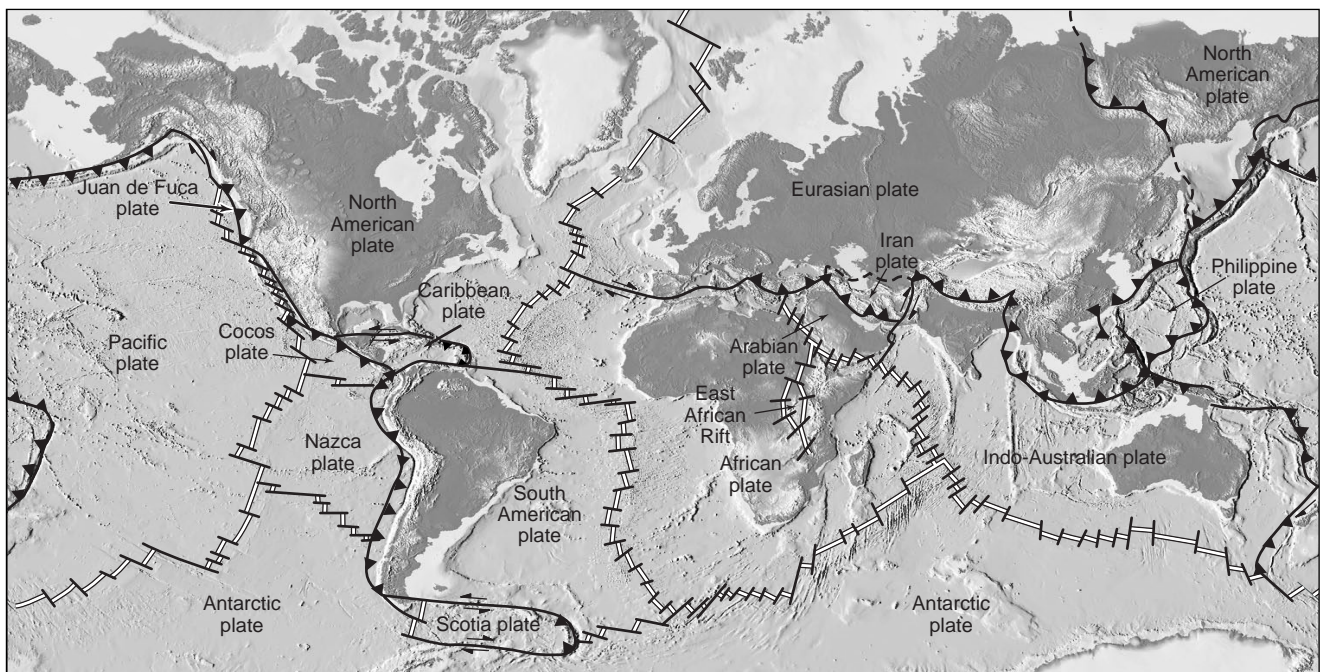 North
American
plate
Juan de Fuca
plate
North
American
plate
Eurasian plate
Iran
plate
Philippine
plate
Caribbean
plate
Cocos
plate
Pacific
plate
Arabian
plate
East
African
Rift
Nazca
plate
African
plate
Indo-Australian plate
South
American
plate
Antarctic
plate
Scotia plate
Antarctic
plate